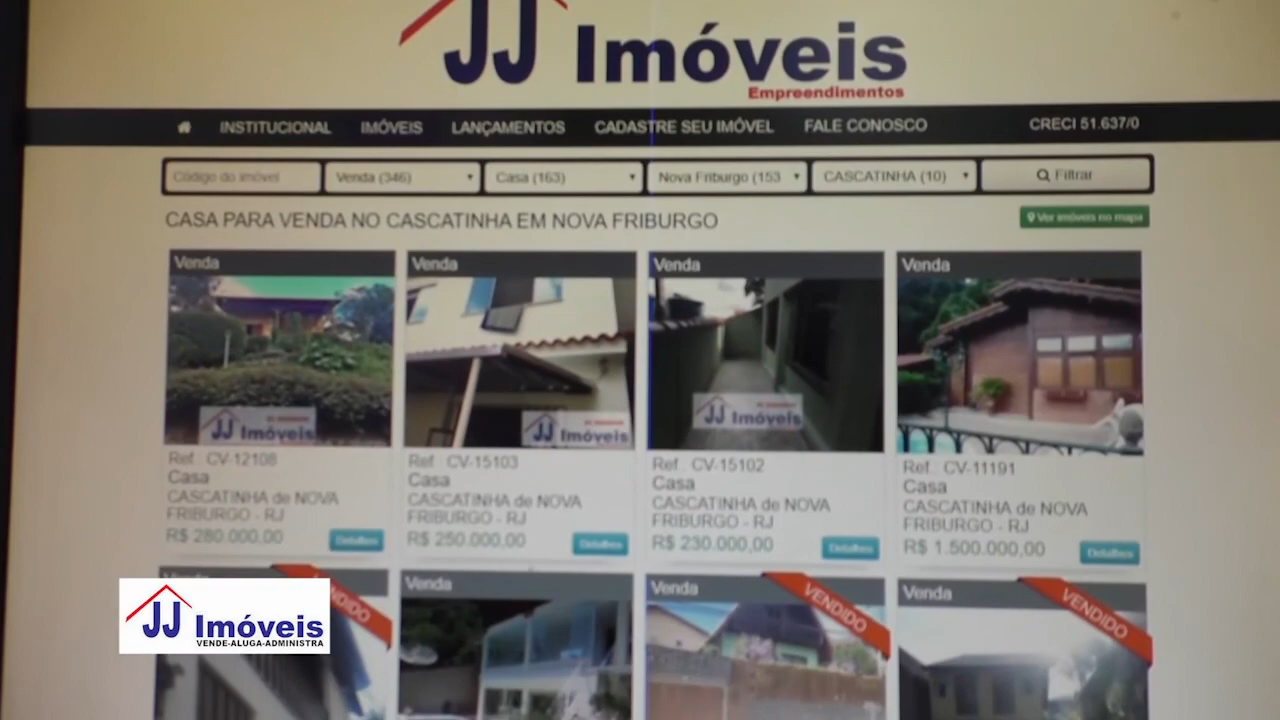 JJ Imóveis
Empreendimentos
INSTITUCIONAL IMÓVEIS LANÇAMENTOS CADASTRE SEU IMÓVEL FALE CONOSCO CRECI 51.637/0
Código do imóvel Venda (346) Casa (163) Nova Friburgo (153 CASCATINHA (10) Filtrar
CASA PARA VENDA NO CASCATINHA EM NOVA FRIBURGO Ver imóveis no mapa
Venda Venda Venda Venda
JJ Imóveis JJ Imóveis JJ Imóveis
Ref.: CV-12108 Ref.: CV-15103 Ref.: CV-15102 Ref.: CV-11191
Casa Casa Casa Casa
CASCATINHA de NOVA CASCATINHA de NOVA CASCATINHA de NOVA CASCATINHA de NOVA
FRIBURGO - RJ FRIBURGO - RJ FRIBURGO - RJ FRIBURGO - RJ
R$ 280.000,00 Detalhes R$ 250.000,00 Detalhes R$ 230.000,00 Detalhes R$ 1.500.000,00 Detalhes
Venda Venda Venda
VENDIDO VENDIDO
JJ Imóveis
VENDE-ALUGA-ADMINISTRA